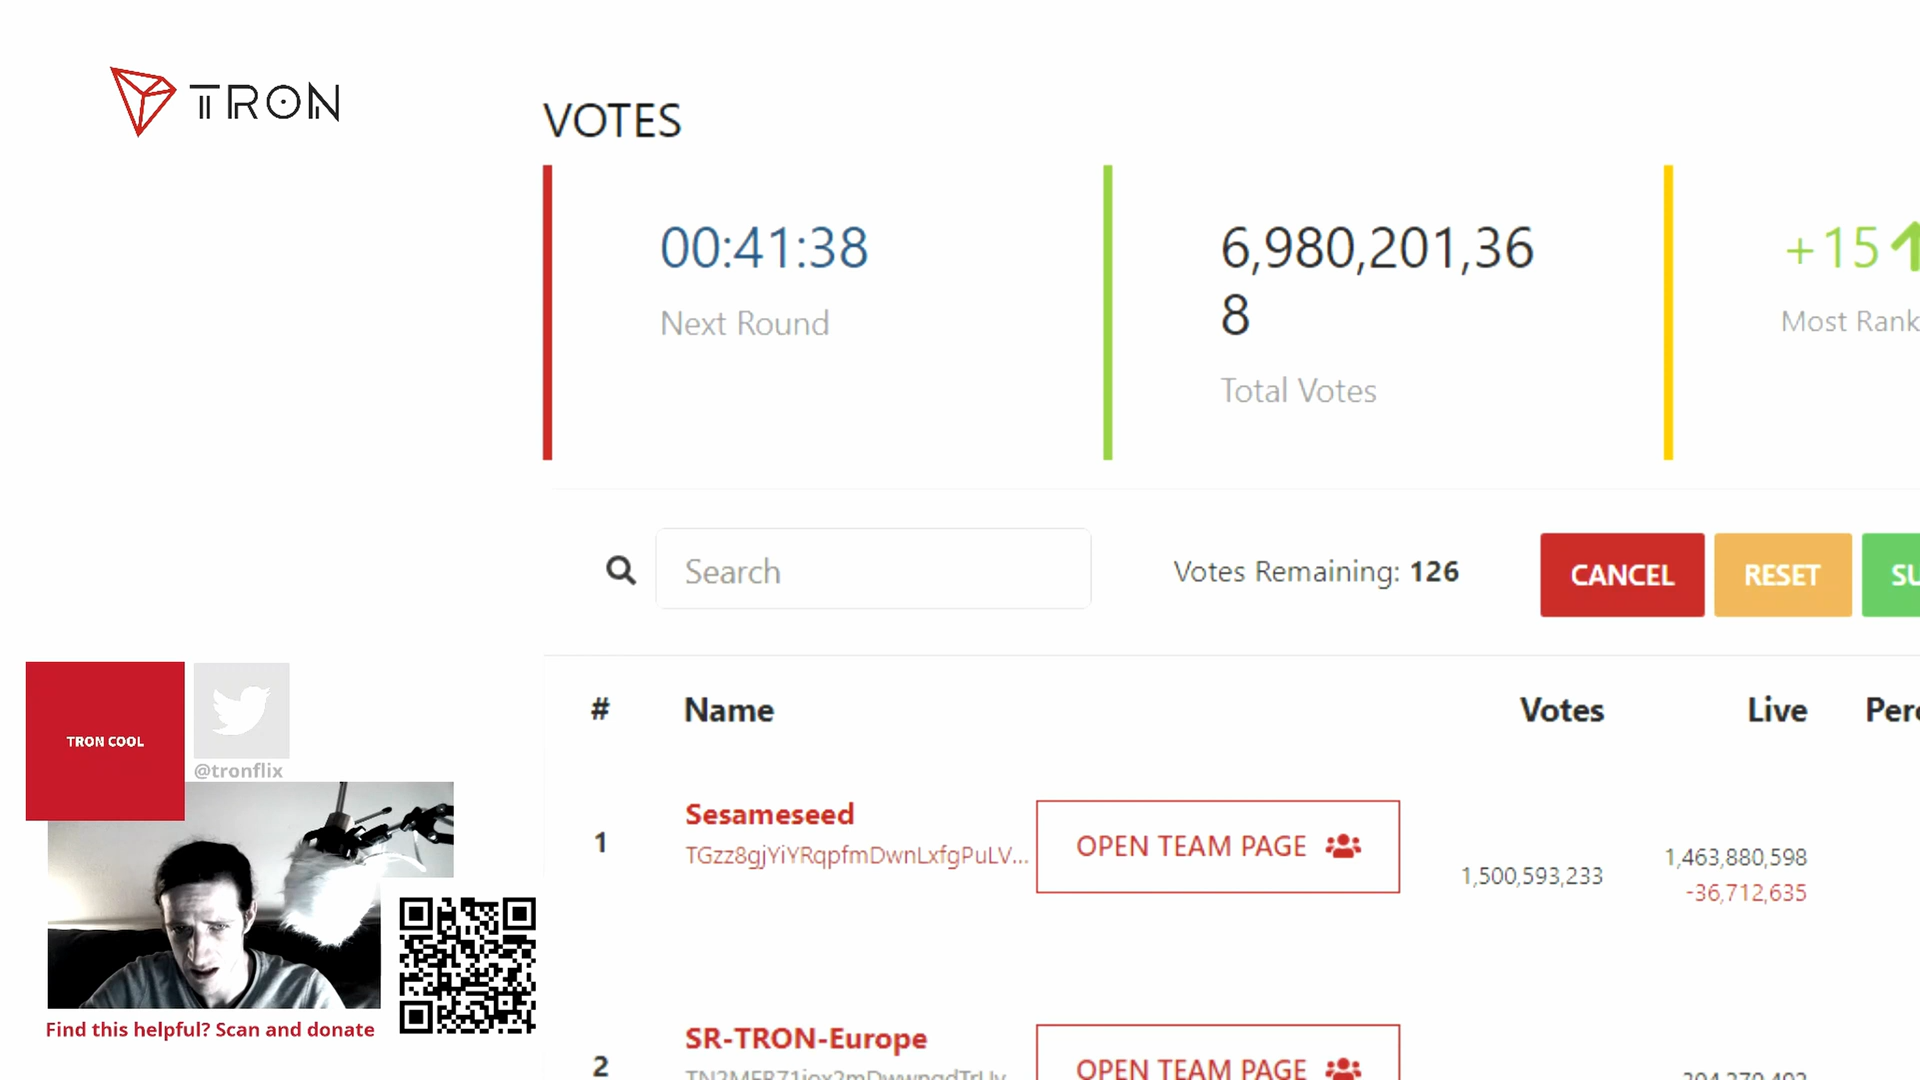 TRON
VOTES
00:41:38
Next Round
6,980,201,36
8
Total Votes
+15
Most Rank
Search
Votes Remaining: 126
CANCEL
RESET
SU
# Name Votes Live Perc
1
Sesameseed
TGzz8gjYiYRqpfmDwnLxfgPuLV...
OPEN TEAM PAGE
1,500,593,233
1,463,880,598
-36,712,635
2
SR-TRON-Europe
OPEN TEAM PAGE
TRON COOL
@tronflix
Find this helpful? Scan and donate